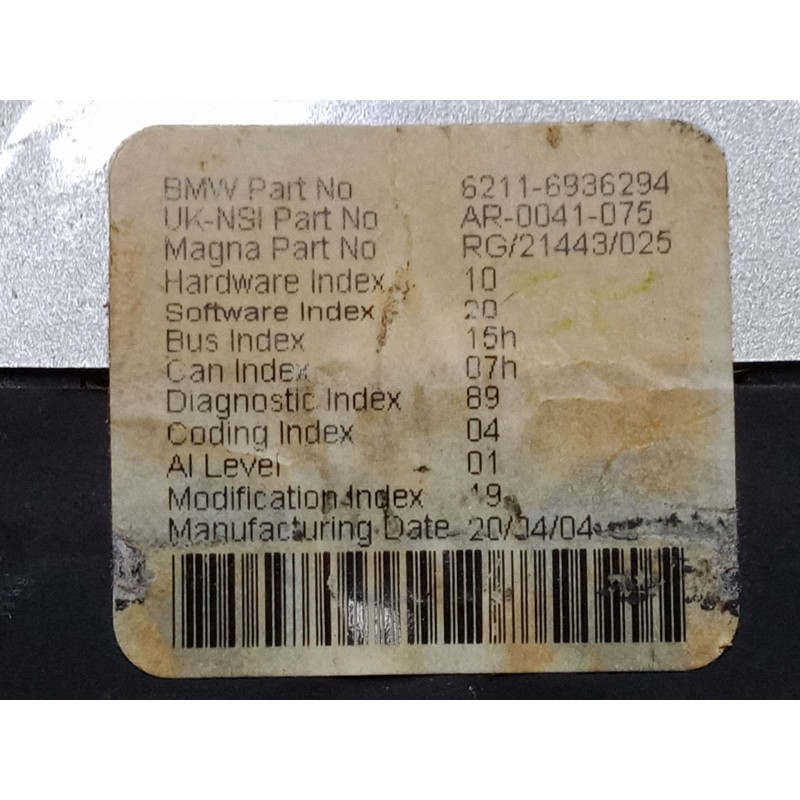 BMW Part No 6211-6936294
UK-NSI Part No AR-0041-075
Magna Part No RG/21443/025
Hardware Index 10
Software Index 20
Bus Index 15h
Can Index 07h
Diagnostic Index 89
Coding Index 04
AI Level 01
Modification Index 19
Manufacturing Date 20/04/04